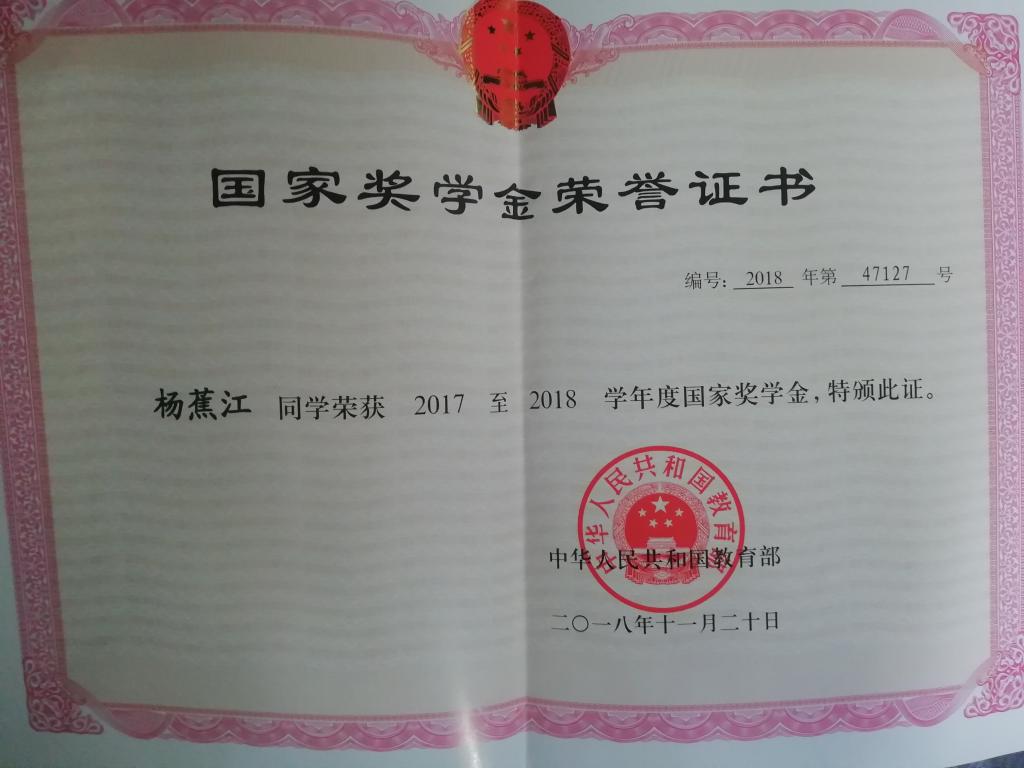 国家奖学金荣誉证书
编号: 2018 年第 47127 号
杨蕉江 同学荣获 2017 至 2018 学年度国家奖学金,特颁此证。
中华人民共和国教育部
中华人民共和国教育部
二〇一八年十一月二十日